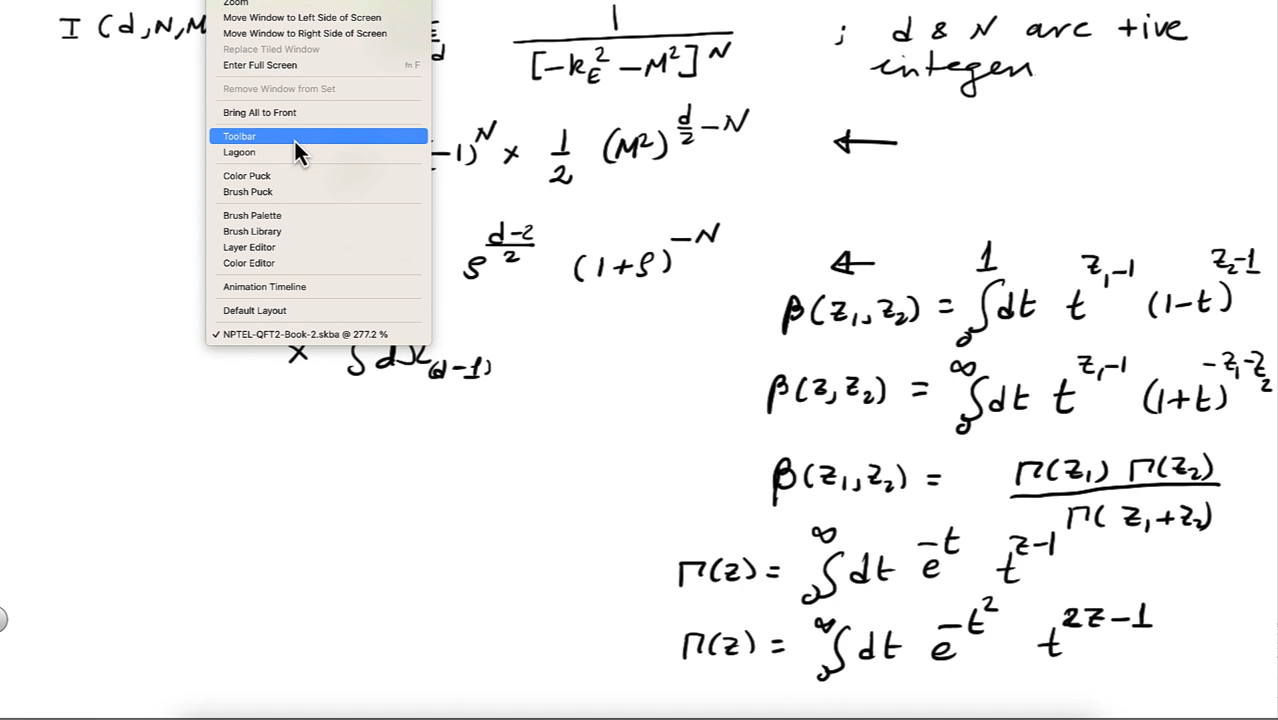 Zoom
Move Window to Left Side of Screen
Move Window to Right Side of Screen
Replace Tiled Window
Enter Full Screen fn F
Remove Window from Set
Bring All to Front
Toolbar
Lagoon
Color Puck
Brush Puck
Brush Palette
Brush Library
Layer Editor
Color Editor
Animation Timeline
Default Layout
✓ NPTEL-QFT2-Book-2.skba @ 277.2 %
I (d,N,M d 1/[-k_E^2 -M^2]^N ; d & N are +ive
integers
-1)^N × 1/2 (M^2)^{d/2 -N} ←
ρ^{(d-2)/2} (1+ρ)^{-N} ←
β(z_1,z_2) = ∫_0^1 dt t^{z_1-1} (1-t)^{z_2-1}
× ∫dΩ_(d-1)
β(z,z_2) = ∫_0^∞ dt t^{z_1-1} (1+t)^{-z_1-z_2}
β(z_1,z_2) = Γ(z_1) Γ(z_2)/Γ(z_1+z_2)
Γ(z) = ∫_0^∞ dt e^{-t} t^{z-1}
Γ(z) = ∫_0^∞ dt e^{-t^2} t^{2z-1}